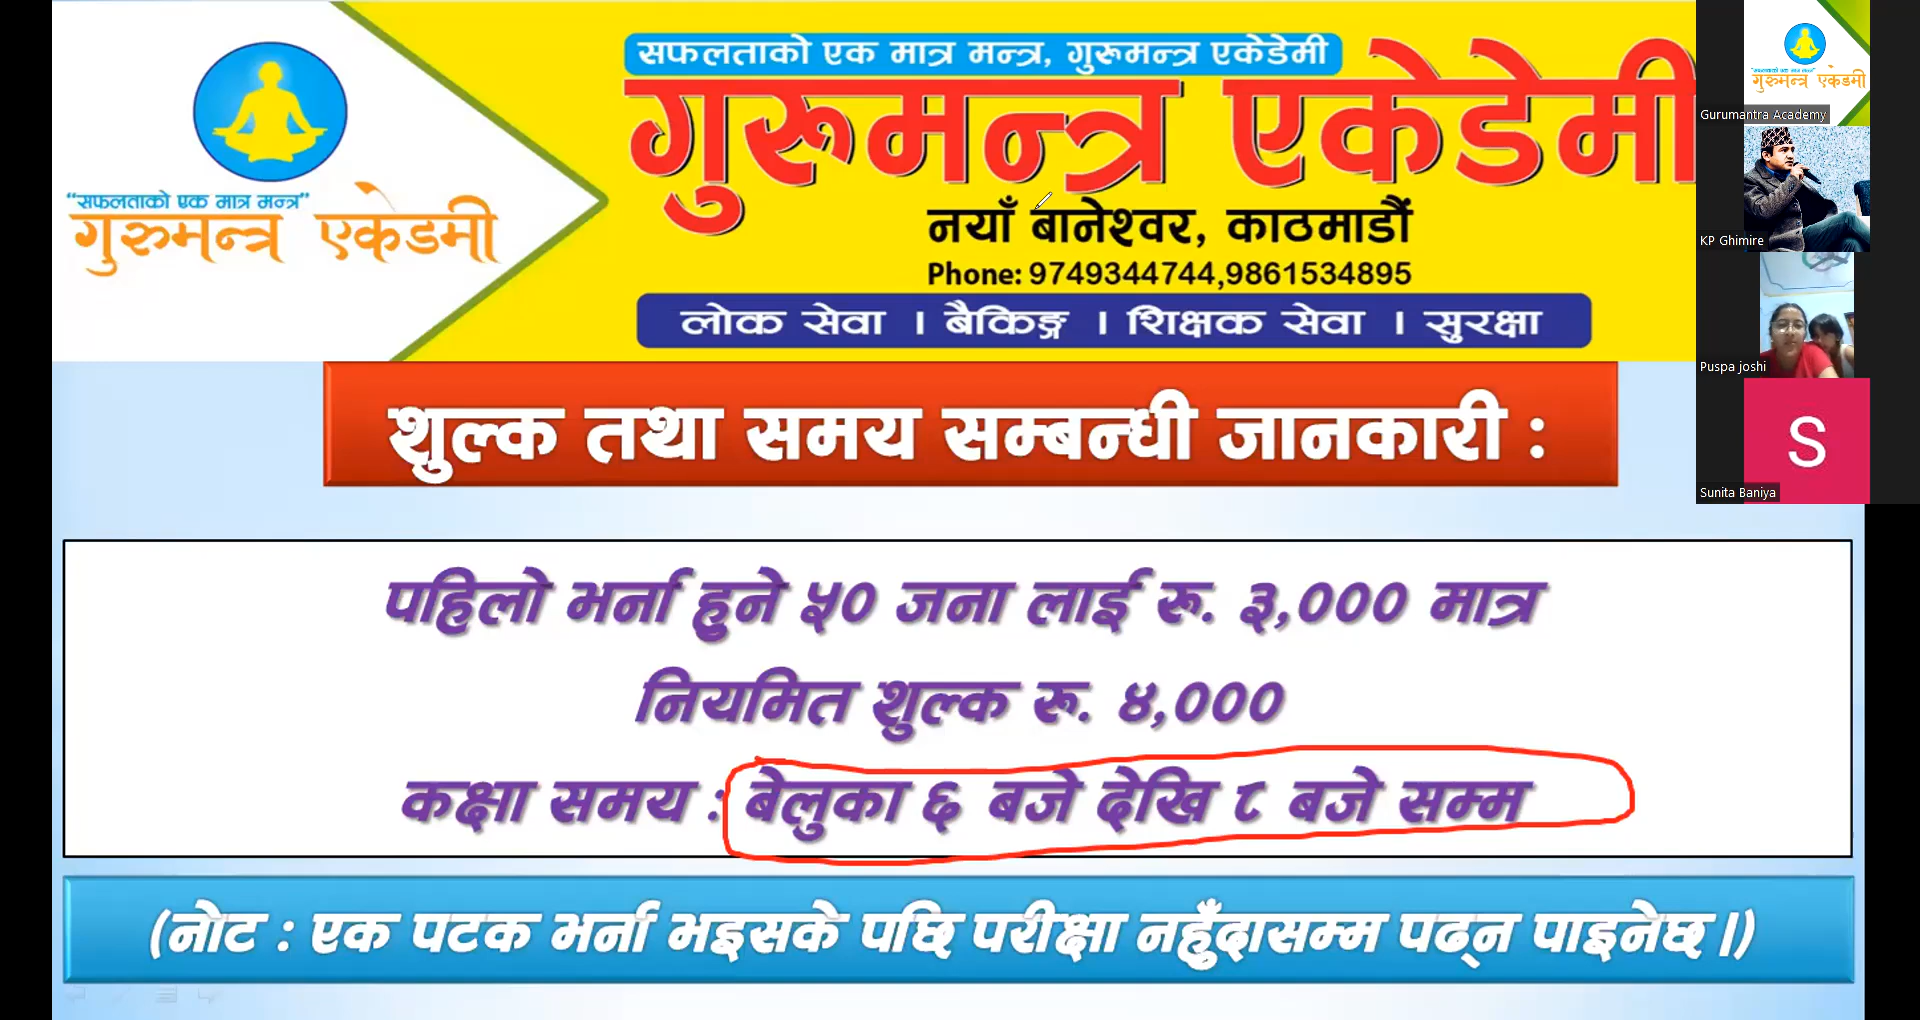 सफलताको एक मात्र मन्त्र, गुरूमन्त्र एकेडेमी
गुरूमन्त्र एकेडेमी
नयाँ बानेश्वर, काठमाडौं
Phone: 9749344744,9861534895
लोक सेवा । बैकिङ्ग । शिक्षक सेवा । सुरक्षा
“सफलताको एक मात्र मन्त्र”
गुरुमन्त्र एकेडमी
शुल्क तथा समय सम्बन्धी जानकारी :
पहिलो भर्ना हुने ५० जना लाई रू. ३,००० मात्र
नियमित शुल्क रू. ४,०००
कक्षा समय : बेलुका ६ बजे देखि ८ बजे सम्म
(नोट : एक पटक भर्ना भइसके पछि परीक्षा नहुँदासम्म पढ्न पाइनेछ।)
गुरुमन्त्र एकेडमी
Gurumantra Academy
KP Ghimire
Puspa joshi
S
Sunita Baniya